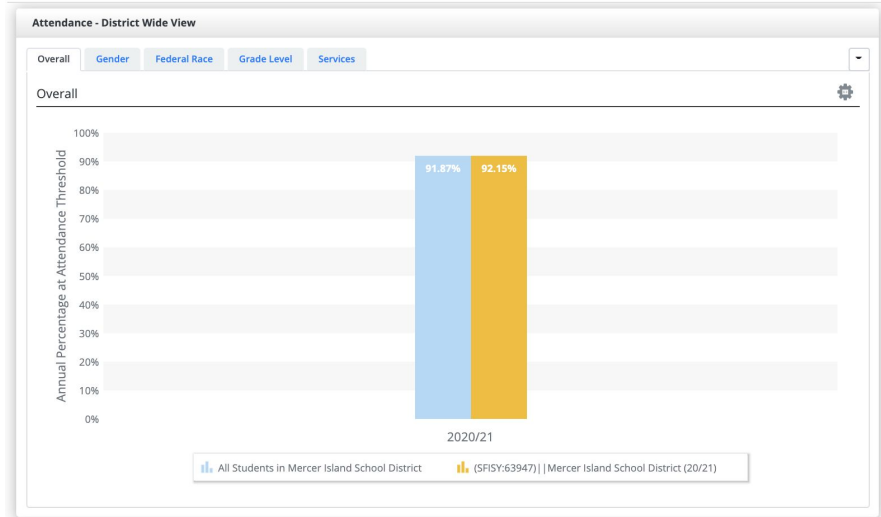 Attendance - District Wide View
Overall Gender Federal Race Grade Level Services
Overall
Annual Percentage at Attendance Threshold
100%
90%
80%
70%
60%
50%
40%
30%
20%
10%
0%
91.87% 92.15%
2020/21
All Students in Mercer Island School District (SFISY:63947)||Mercer Island School District (20/21)